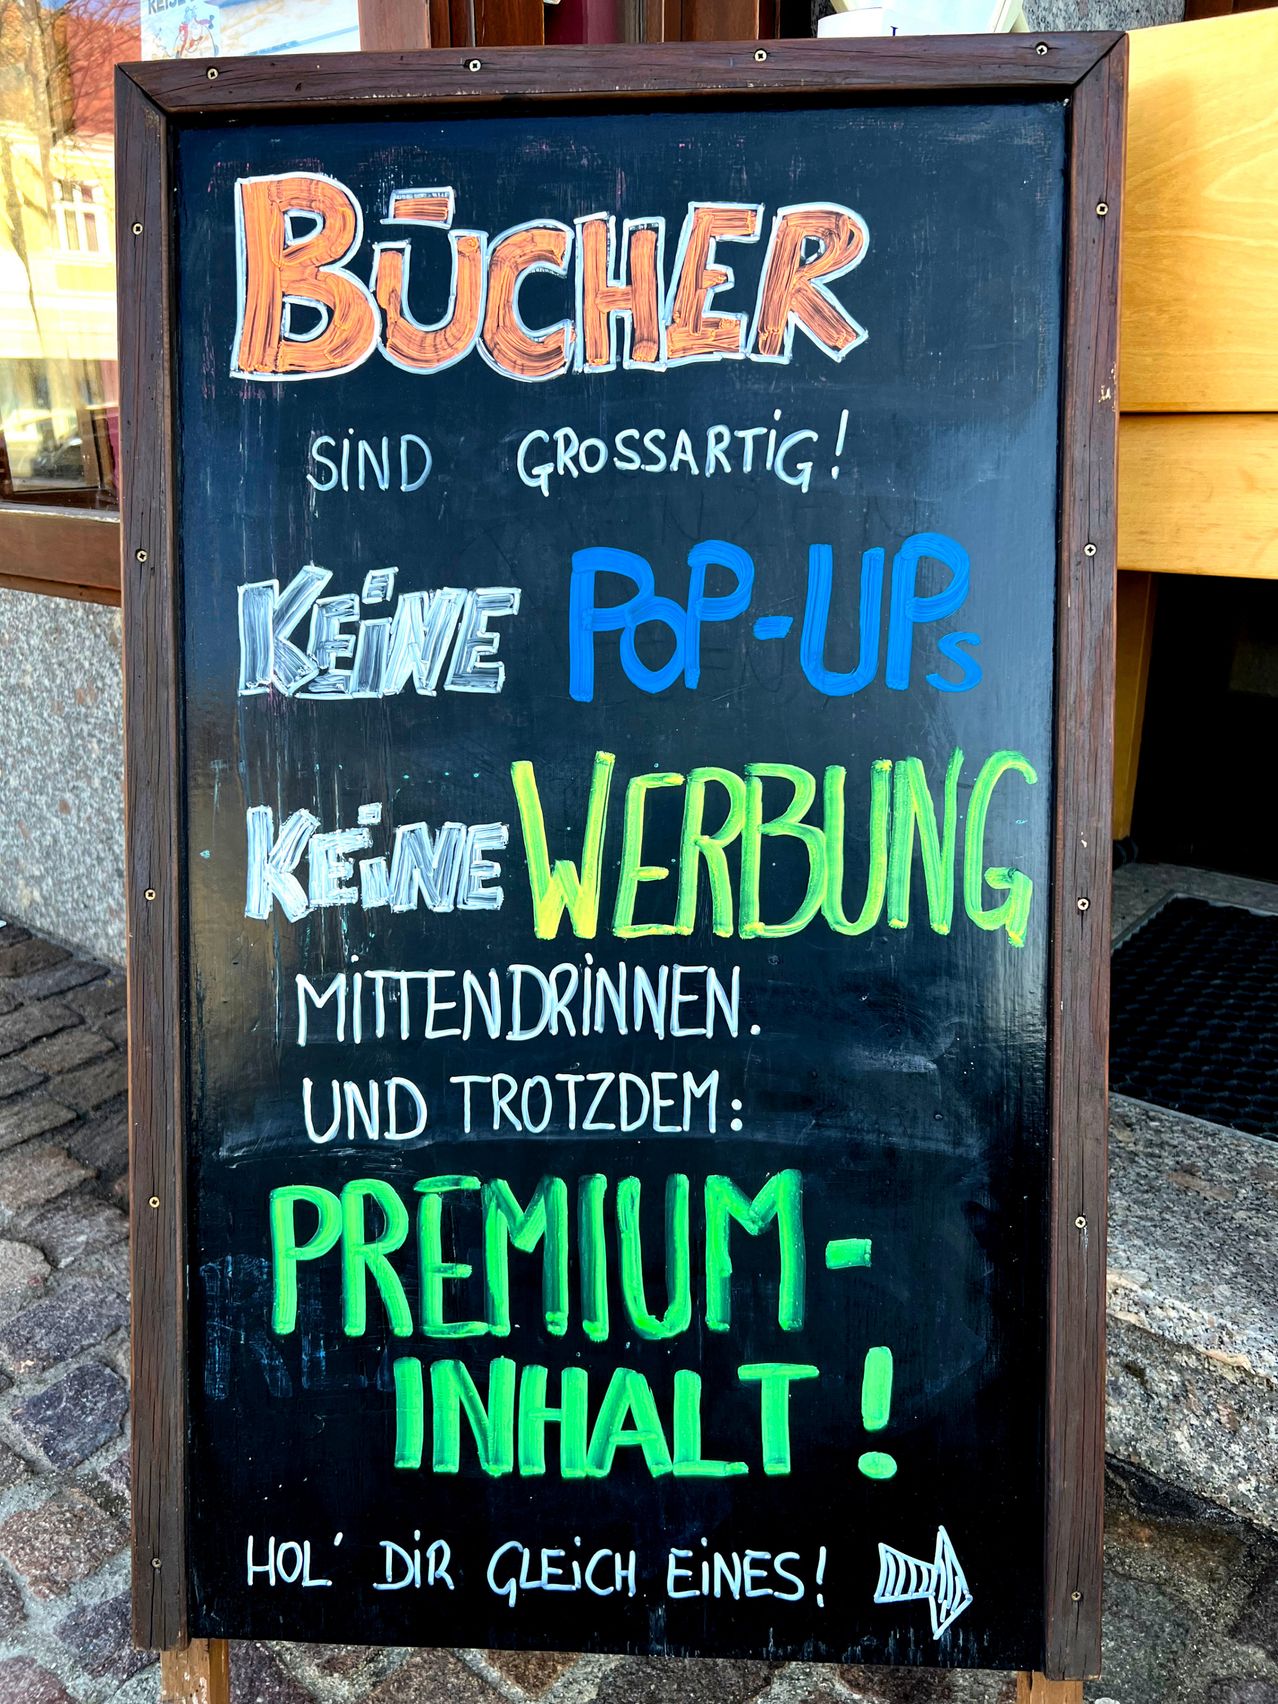 BÜCHER
SIND GROSSARTIG!
KEINE POP-UPs
KEINE WERBUNG
MITTENDRINNEN.
UND TROTZDEM:
PREMIUM-
INHALT!
HOL' DIR GLEICH EINES!